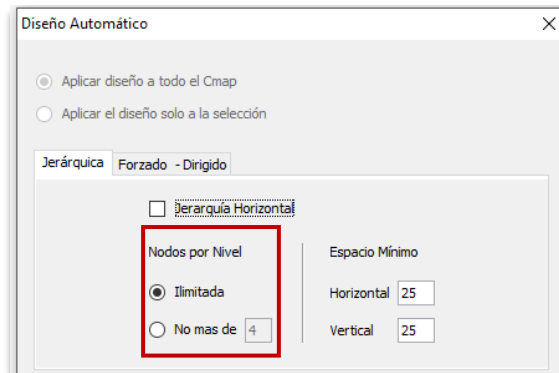 Diseño Automático
Aplicar diseño a todo el Cmap
Aplicar el diseño solo a la selección
Jerárquica Forzado - Dirigido
Jerarquía Horizontal
Nodos por Nivel Espacio Mínimo
Ilimitada Horizontal 25
No mas de 4 Vertical 25